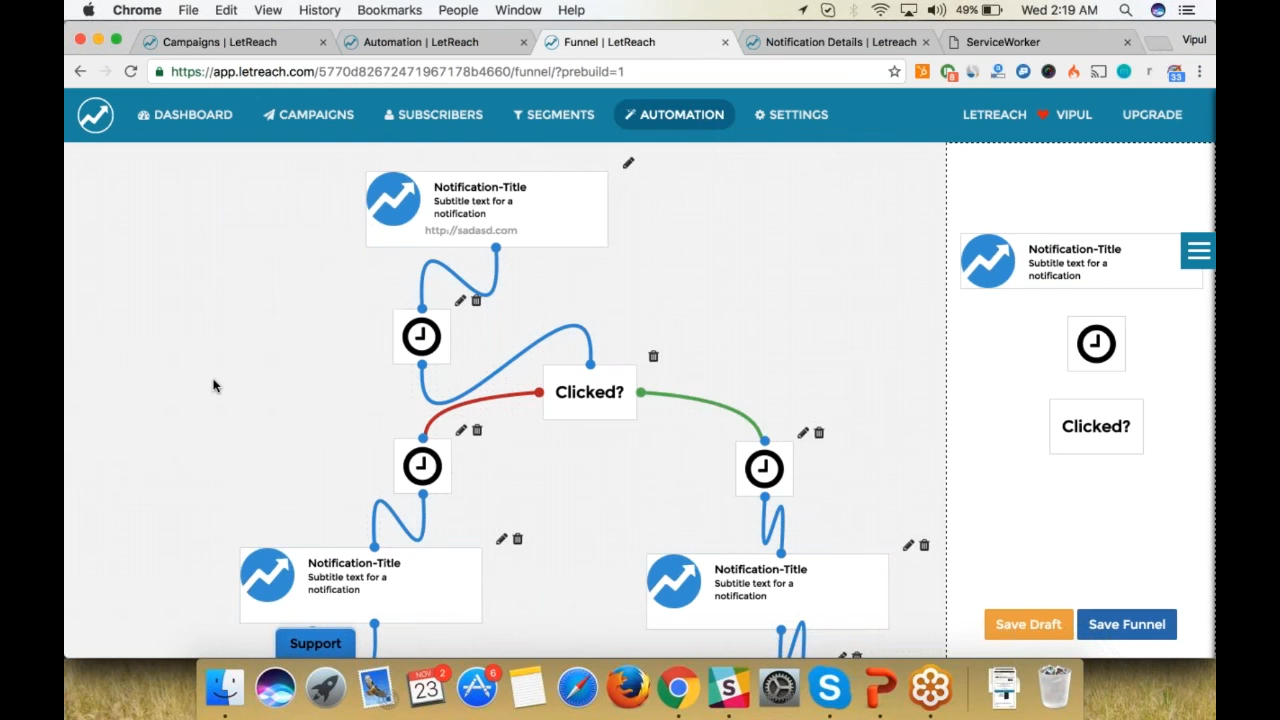 Chrome File Edit View History Bookmarks People Window Help 49% Wed 2:19 AM
Campaigns | LetReach × Automation | LetReach × Funnel | LetReach × Notification Details | Letreach × ServiceWorker × Vipul
https://app.letreach.com/5770d82672471967178b4660/funnel/?prebuild=1 8 r 33
DASHBOARD CAMPAIGNS SUBSCRIBERS SEGMENTS AUTOMATION SETTINGS LETREACH VIPUL UPGRADE
Notification-Title
Subtitle text for a
notification
http://sadasd.com
Notification-Title
Subtitle text for a
notification
Clicked?
Clicked?
Notification-Title
Subtitle text for a
notification
Notification-Title
Subtitle text for a
notification
Save Draft Save Funnel
Support
NOV 2
23
6